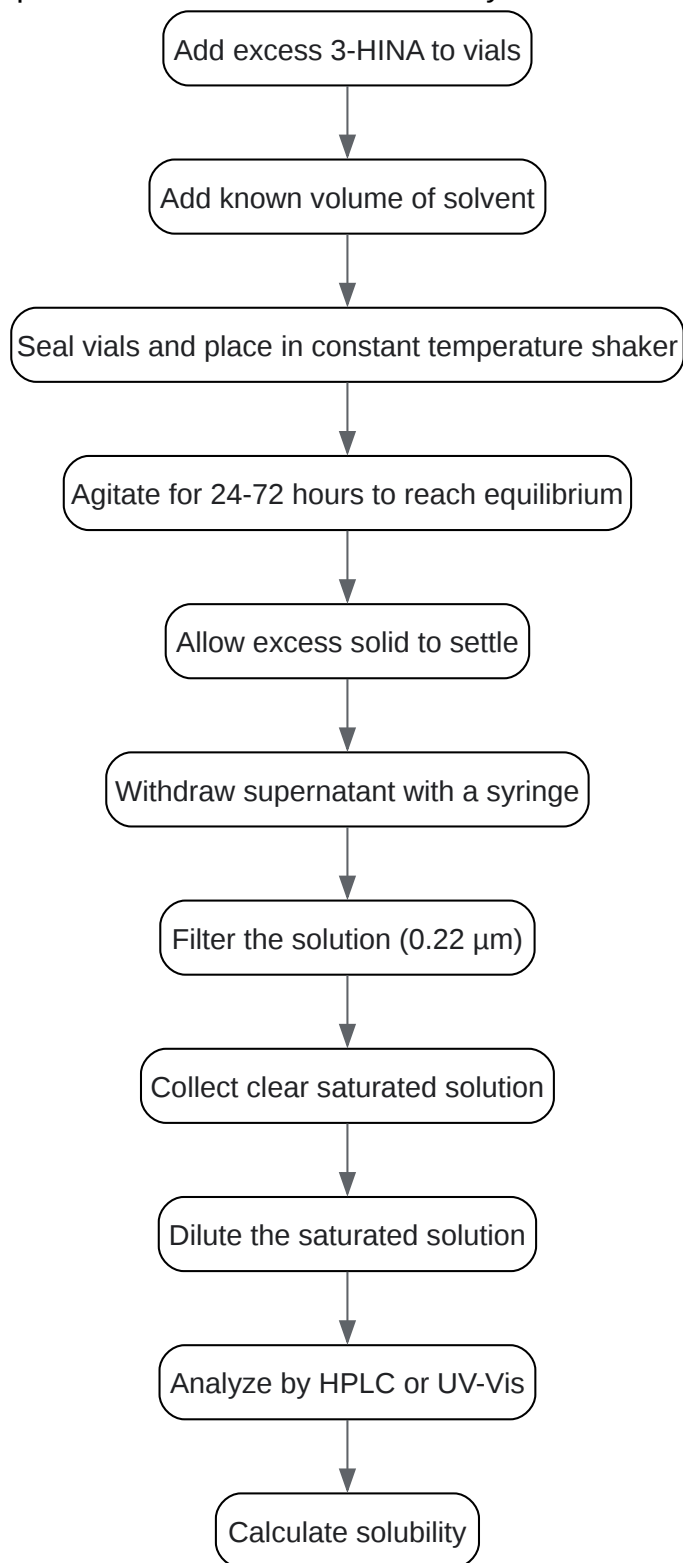 Add excess 3-HINA to vials
Add known volume of solvent
Seal vials and place in constant temperature shaker
Agitate for 24-72 hours to reach equilibrium
Allow excess solid to settle
Withdraw supernatant with a syringe
Filter the solution (0.22 µm)
Collect clear saturated solution
Dilute the saturated solution
Analyze by HPLC or UV-Vis
Calculate solubility